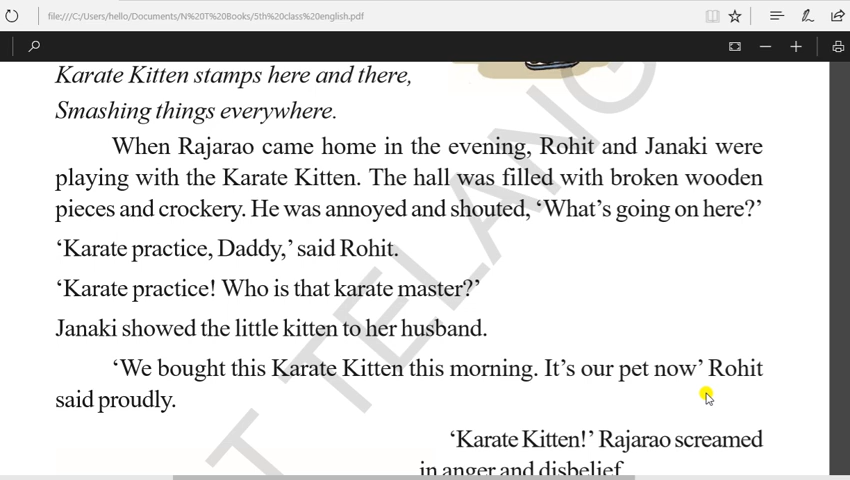 file:///C:/Users/hello/Documents/N%20T%20Books/5th%20class%20english.pdf
Karate Kitten stamps here and there,
Smashing things everywhere.
When Rajarao came home in the evening, Rohit and Janaki were
playing with the Karate Kitten. The hall was filled with broken wooden
pieces and crockery. He was annoyed and shouted, ‘What’s going on here?’
‘Karate practice, Daddy,’ said Rohit.
‘Karate practice! Who is that karate master?’
Janaki showed the little kitten to her husband.
‘We bought this Karate Kitten this morning. It’s our pet now’ Rohit
said proudly.
‘Karate Kitten!’ Rajarao screamed
in anger and disbelief
T TELANG